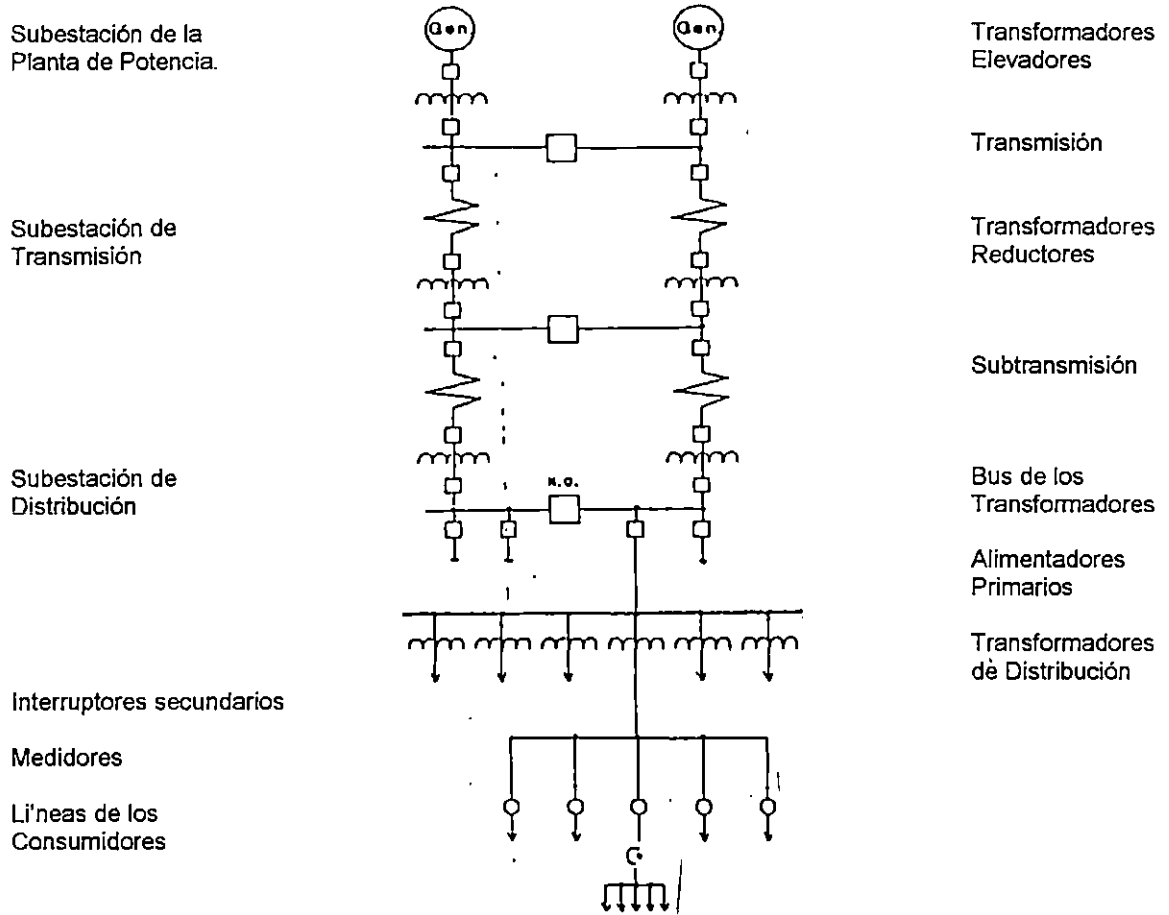 Subestación de la
Planta de Potencia.
Gen
Gen
Transformadores
Elevadores
Transmisión
Subestación de
Transmisión
Transformadores
Reductores
Subtransmisión
Subestación de
Distribución
N.O.
Bus de los
Transformadores
Alimentadores
Primarios
Transformadores
de Distribución
Interruptores secundarios
Medidores
Li'neas de los
Consumidores